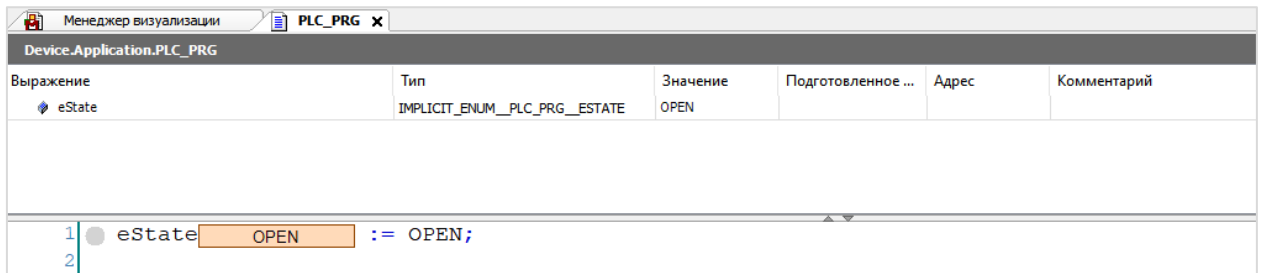 Менеджер визуализации PLC_PRG X
Device.Application.PLC_PRG
Выражение Тип Значение Подготовленное ... Адрес Комментарий
eState IMPLICIT_ENUM__PLC_PRG__ESTATE OPEN
1 eState OPEN := OPEN;
2